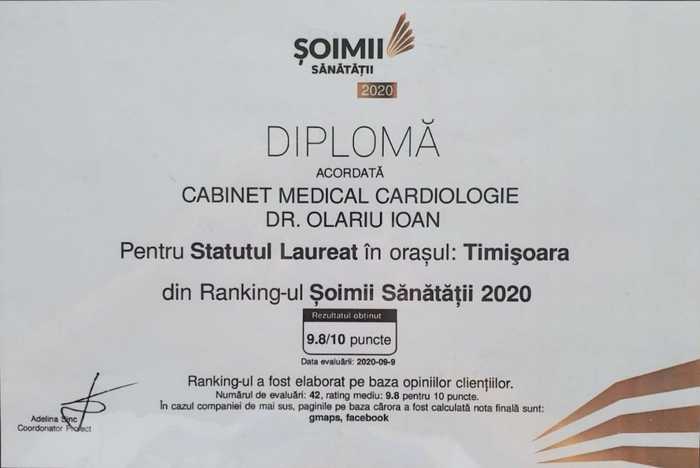 ȘOIMII
SĂNĂTĂȚII
2020
DIPLOMĂ
ACORDATĂ
CABINET MEDICAL CARDIOLOGIE
DR. OLARIU IOAN
Pentru Statutul Laureat în orașul: Timișoara
din Ranking-ul Șoimii Sănătății 2020
Rezultatul obtinut
9.8/10 puncte
Data evaluării: 2020-09-9
Ranking-ul a fost elaborat pe baza opiniilor clienților.
Numărul de evaluări: 42, rating mediu: 9.8 pentru 10 puncte.
În cazul companiei de mai sus, paginile pe baza cărora a fost calculată nota finală sunt:
gmaps, facebook
Adelina
Coordonator Proiect